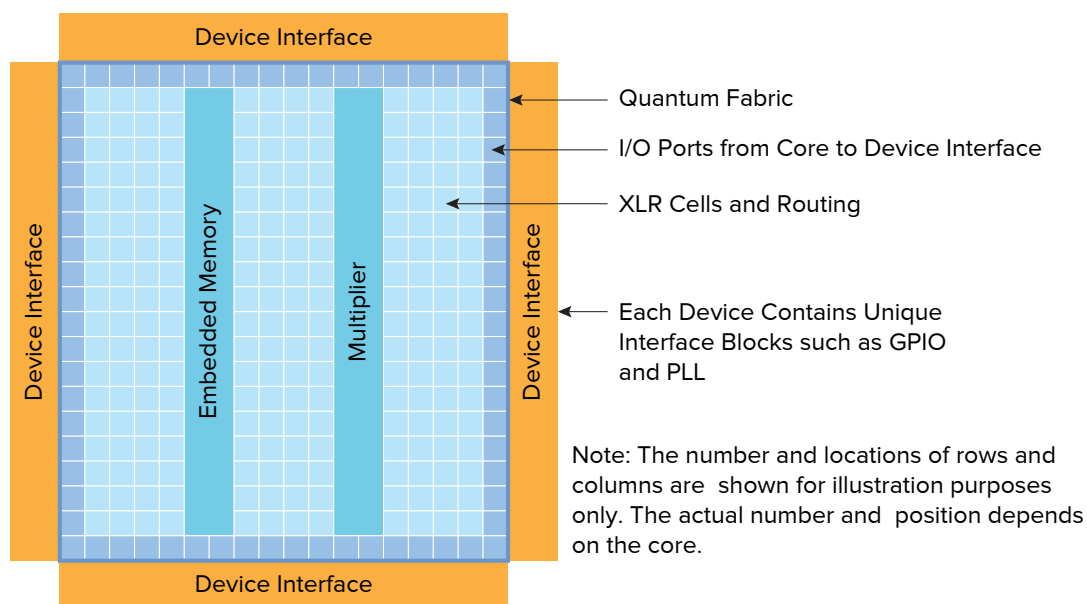 Device Interface
Quantum Fabric
I/O Ports from Core to Device Interface
XLR Cells and Routing
Device Interface
Embedded Memory
Multiplier
Device Interface
Each Device Contains Unique
Interface Blocks such as GPIO
and PLL
Note: The number and locations of rows and
columns are shown for illustration purposes
only. The actual number and position depends
on the core.
Device Interface